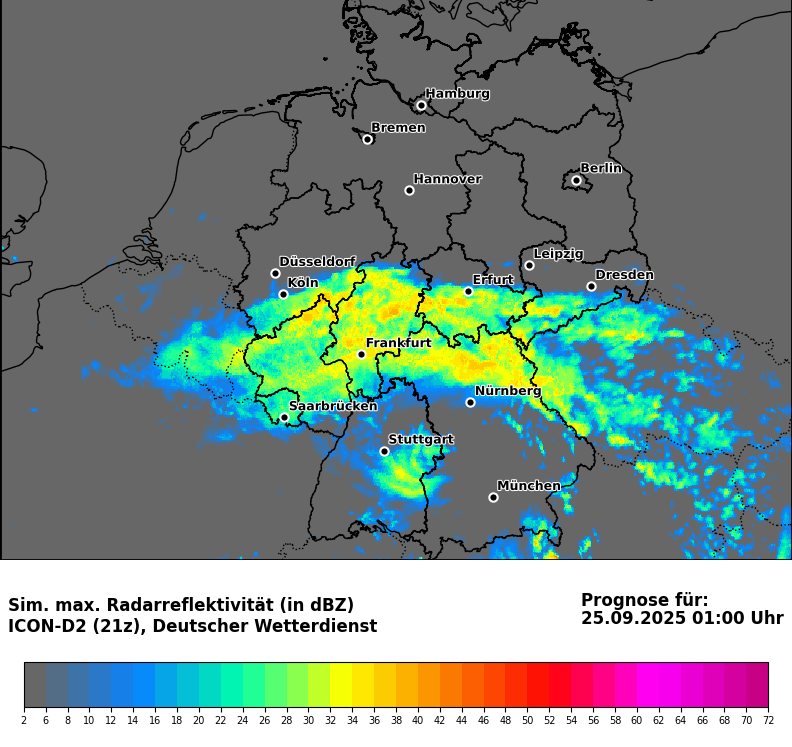 Hamburg
Bremen
Berlin
Hannover
Leipzig
Düsseldorf
Dresden
Erfurt
Köln
Frankfurt
Nürnberg
Saarbrücken
Stuttgart
München
Sim. max. Radarreflektivität (in dBZ)
ICON-D2 (21z), Deutscher Wetterdienst
Prognose für:
25.09.2025 01:00 Uhr
2 6 8 10 12 14 16 18 20 22 24 26 28 30 32 34 36 38 40 42 44 46 48 50 52 54 56 58 60 62 64 66 68 70 72